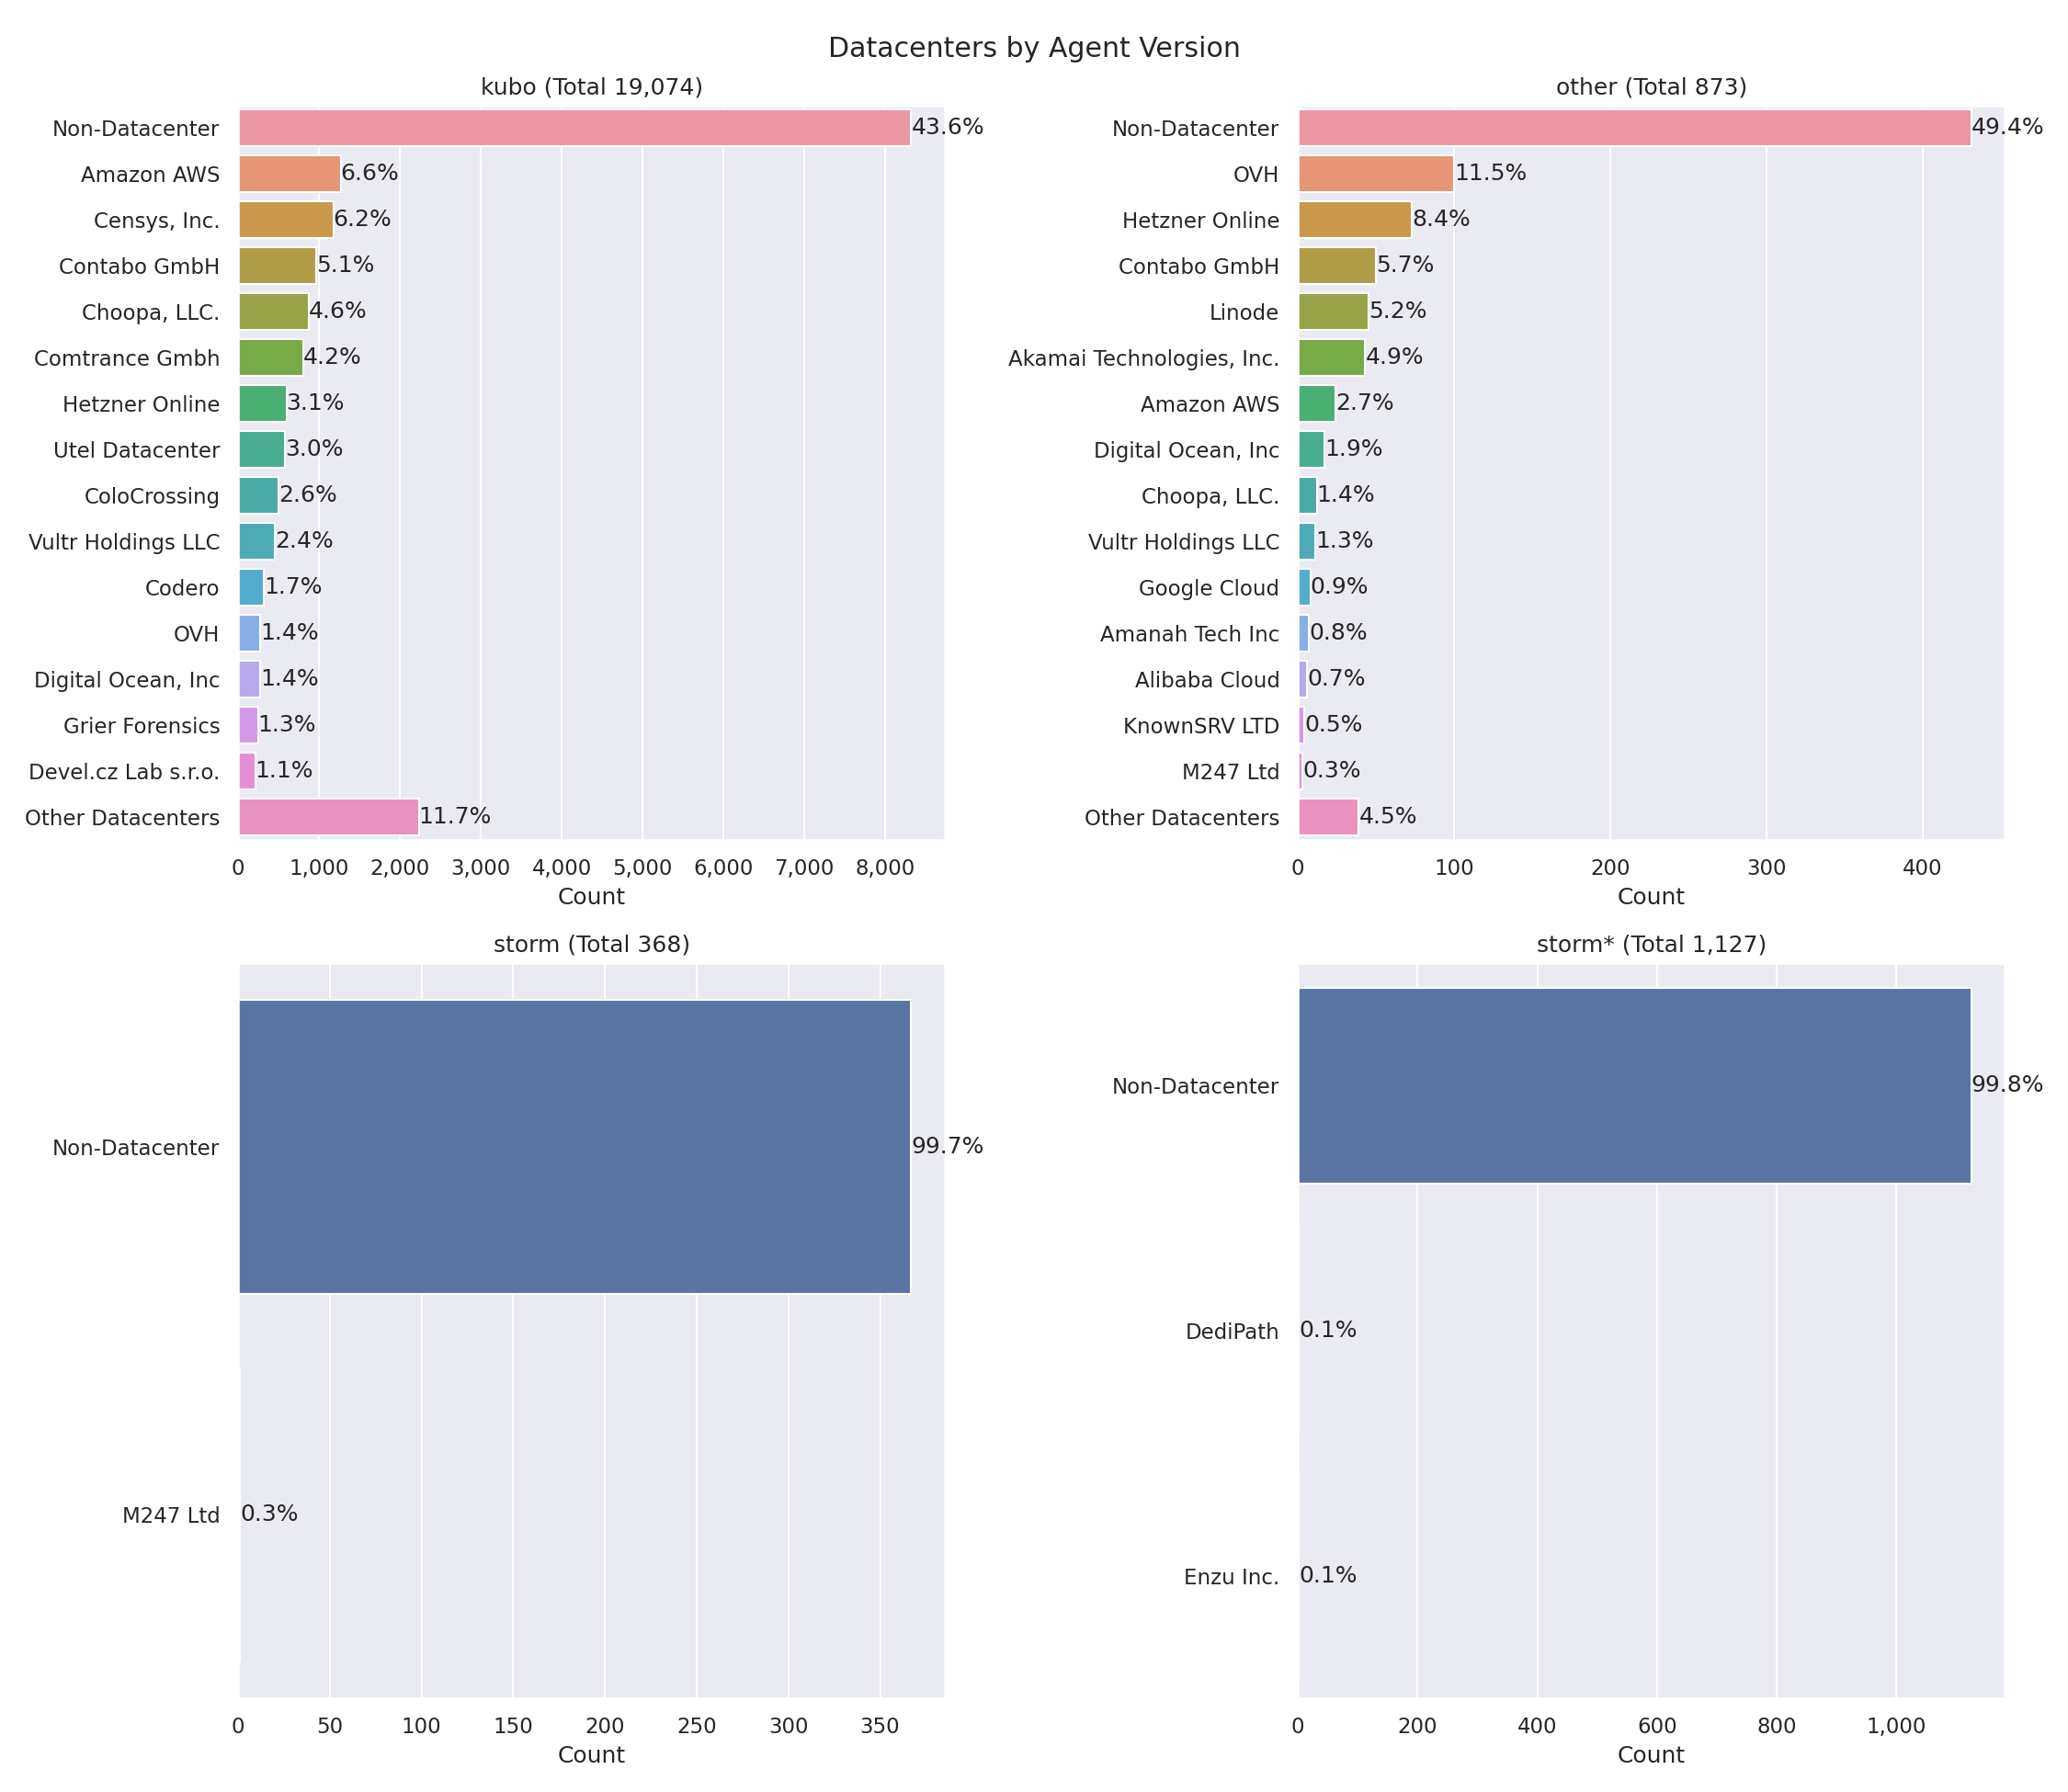 Datacenters by Agent Version
kubo (Total 19,074)
Non-Datacenter 43.6%
Amazon AWS 6.6%
Censys, Inc. 6.2%
Contabo GmbH 5.1%
Choopa, LLC. 4.6%
Comtrance Gmbh 4.2%
Hetzner Online 3.1%
Utel Datacenter 3.0%
ColoCrossing 2.6%
Vultr Holdings LLC 2.4%
Codero 1.7%
OVH 1.4%
Digital Ocean, Inc 1.4%
Grier Forensics 1.3%
Devel.cz Lab s.r.o. 1.1%
Other Datacenters 11.7%
0 1,000 2,000 3,000 4,000 5,000 6,000 7,000 8,000
Count
other (Total 873)
Non-Datacenter 49.4%
OVH 11.5%
Hetzner Online 8.4%
Contabo GmbH 5.7%
Linode 5.2%
Akamai Technologies, Inc. 4.9%
Amazon AWS 2.7%
Digital Ocean, Inc 1.9%
Choopa, LLC. 1.4%
Vultr Holdings LLC 1.3%
Google Cloud 0.9%
Amanah Tech Inc 0.8%
Alibaba Cloud 0.7%
KnownSRV LTD 0.5%
M247 Ltd 0.3%
Other Datacenters 4.5%
0 100 200 300 400
Count
storm (Total 368)
Non-Datacenter 99.7%
M247 Ltd 0.3%
0 50 100 150 200 250 300 350
Count
storm* (Total 1,127)
Non-Datacenter 99.8%
DediPath 0.1%
Enzu Inc. 0.1%
0 200 400 600 800 1,000
Count